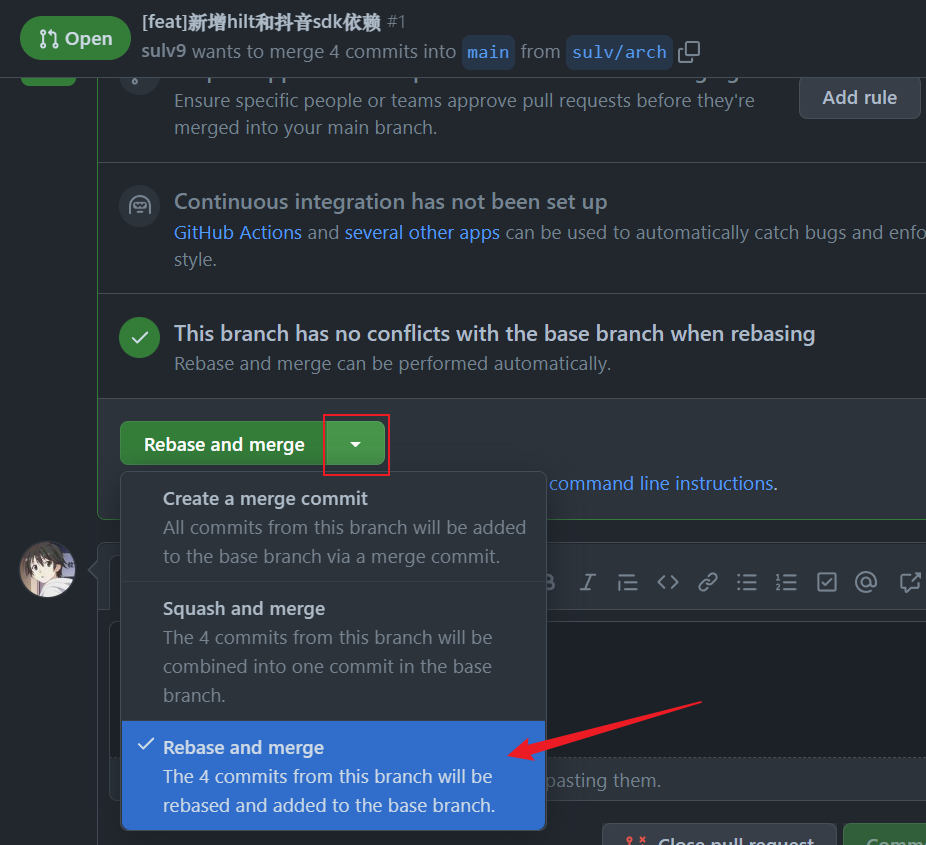 Open
[feat]新增hilt和抖音sdk依赖 #1
sulv9 wants to merge 4 commits into main from sulv/arch
Ensure specific people or teams approve pull requests before they're
merged into your main branch.
Add rule
Continuous integration has not been set up
GitHub Actions and several other apps can be used to automatically catch bugs and enfo
style.
This branch has no conflicts with the base branch when rebasing
Rebase and merge can be performed automatically.
Rebase and merge
command line instructions.
Create a merge commit
All commits from this branch will be added
to the base branch via a merge commit.
Squash and merge
The 4 commits from this branch will be
combined into one commit in the base
branch.
Rebase and merge
The 4 commits from this branch will be
rebased and added to the base branch.
pasting them.
Close pull request
Comm